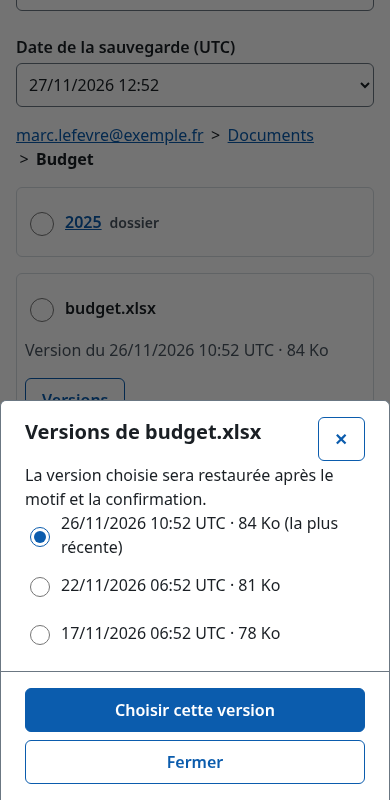 Date de la sauvegarde (UTC)
27/11/2026 12:52
marc.lefevre@exemple.fr > Documents
> Budget
2025 dossier
budget.xlsx
Version du 26/11/2026 10:52 UTC · 84 Ko
Versions
Versions de budget.xlsx
×
La version choisie sera restaurée après le
motif et la confirmation.
26/11/2026 10:52 UTC · 84 Ko (la plus
récente)
22/11/2026 06:52 UTC · 81 Ko
17/11/2026 06:52 UTC · 78 Ko
Choisir cette version
Fermer